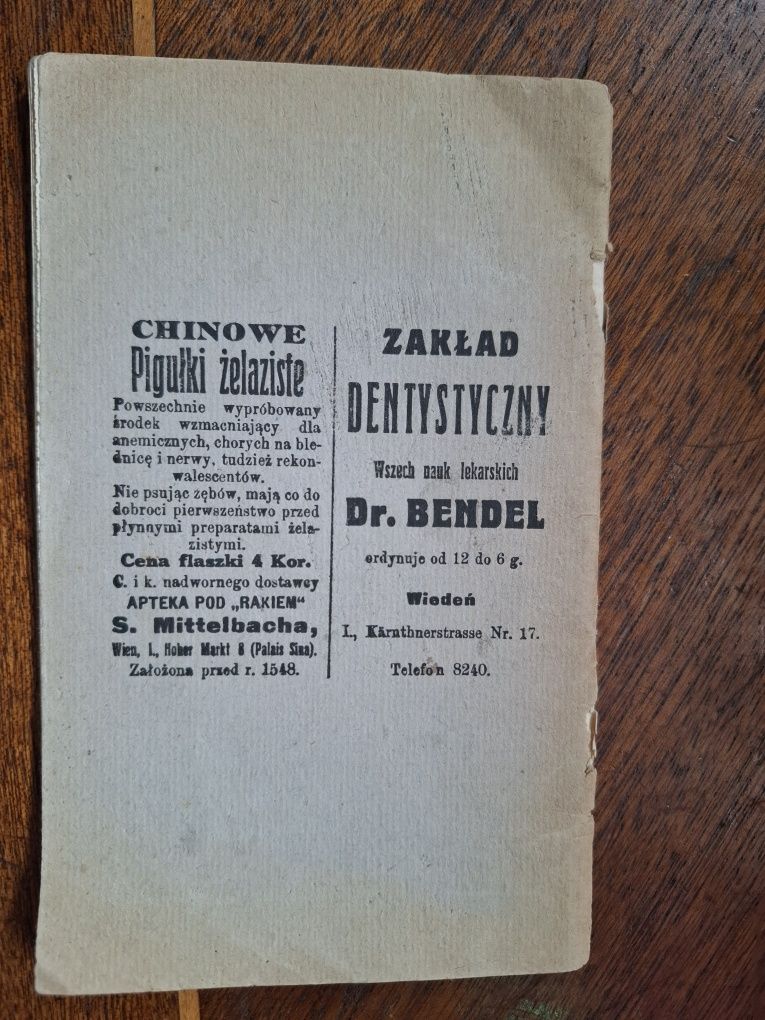 CHINOWE
Pigułki żelaziste
Powszechnie wypróbowany
środek wzmacniający dla
anemicznych, chorych na ble-
dnicę i nerwy, tudzież rekon-
walescentów.
Nie psując zębów, mają co do
dobroci pierwszeństwo przed
płynnymi preparatami żela-
zistymi.
Cena flaszki 4 Kor.
C. i k. nadwornego dostawcy
APTEKA POD „RAKIEM"
S. Mittelbacha,
Wien, I., Hoher Markt 8 (Palais Sina).
Założona przed r. 1548.
ZAKŁAD
DENTYSTYCZNY
Wszech nauk lekarskich
Dr. BENDEL
ordynuje od 12 do 6 g.
Wiedeń
I., Kärnthnerstrasse Nr. 17.
Telefon 8240.